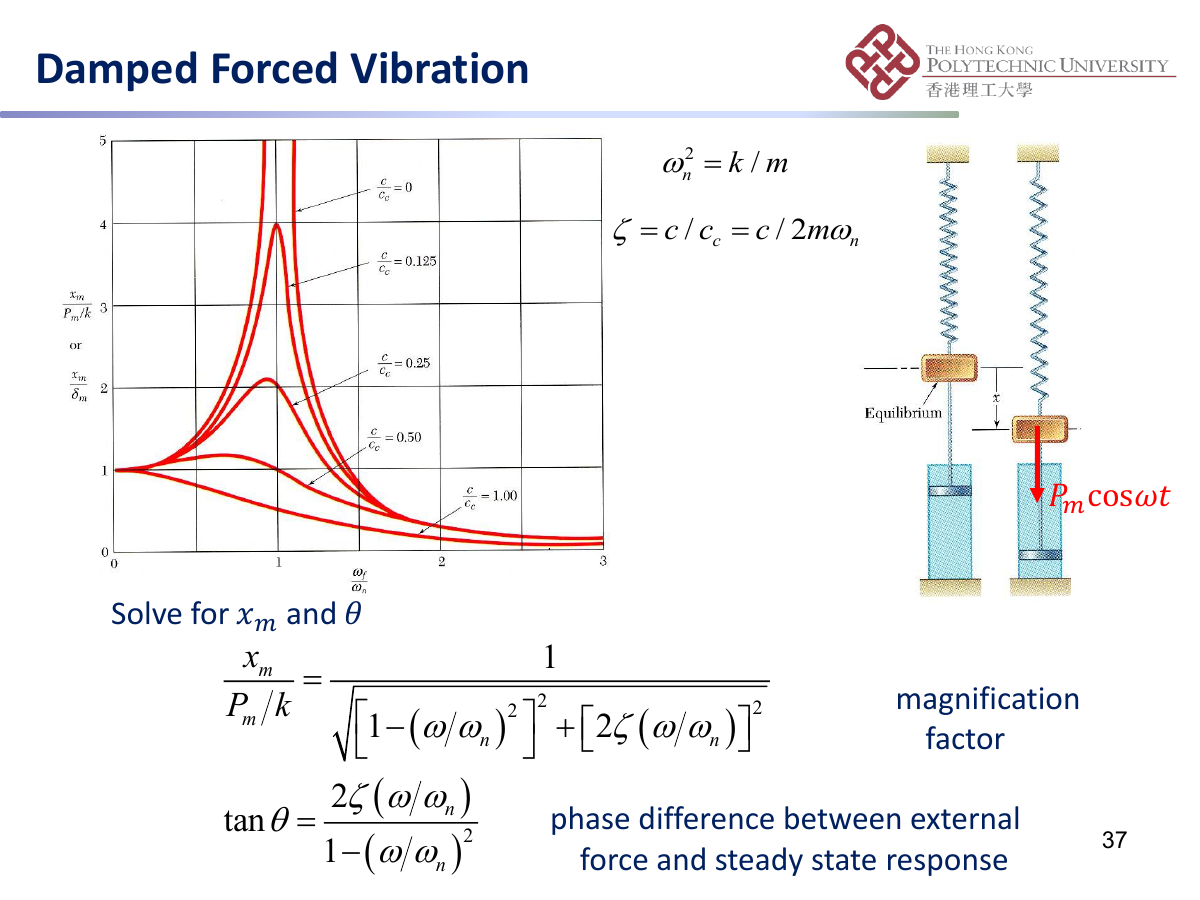 Damped Forced Vibration
THE HONG KONG
POLYTECHNIC UNIVERSITY
香港理工大學
5
4
3
2
1
0
0
1
2
3
x_m / P_m/k
or
x_m / δ_m
c/c_c = 0
c/c_c = 0.125
c/c_c = 0.25
c/c_c = 0.50
c/c_c = 1.00
ω_f / ω_n
ω_n^2 = k / m
ζ = c / c_c = c / 2mω_n
Equilibrium
x
P_m cosωt
Solve for x_m and θ
x_m / (P_m/k) = 1 / √([1−(ω/ω_n)^2]^2 + [2ζ(ω/ω_n)]^2)
magnification
factor
tan θ = 2ζ(ω/ω_n) / (1−(ω/ω_n)^2)
phase difference between external
force and steady state response
37